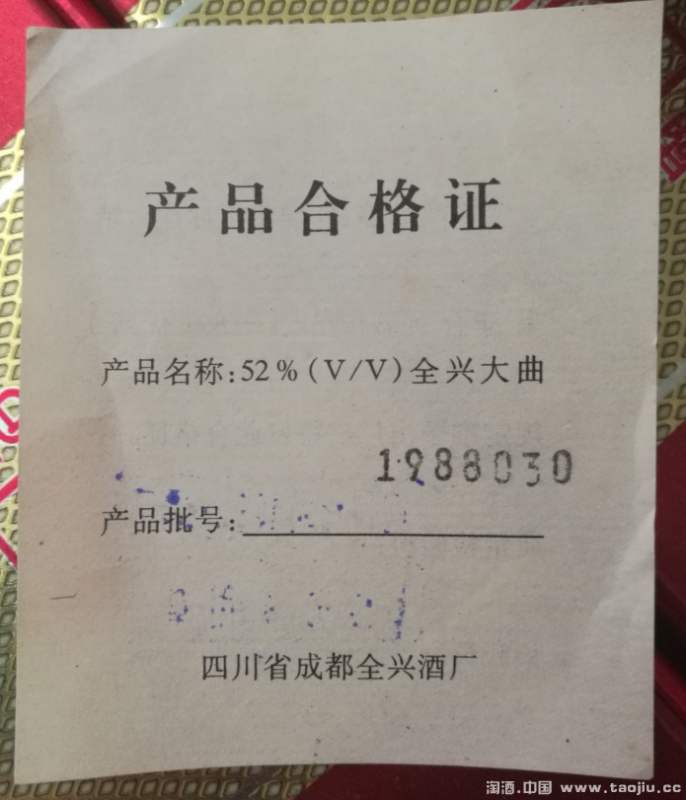 产品合格证
产品名称:52%(V/V)全兴大曲
1988030
产品批号:
四川省成都全兴酒厂
淘酒.中国 www.taojiu.cc